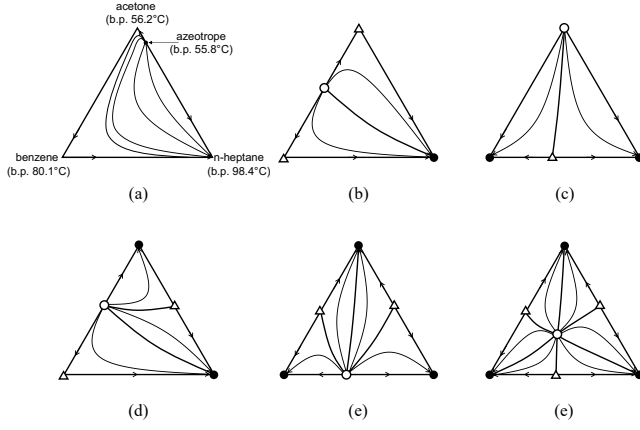 acetone
(b.p. 56.2°C)
azeotrope
(b.p. 55.8°C)
benzene
(b.p. 80.1°C)
n-heptane
(b.p. 98.4°C)
(a)
(b)
(c)
(d)
(e)
(e)